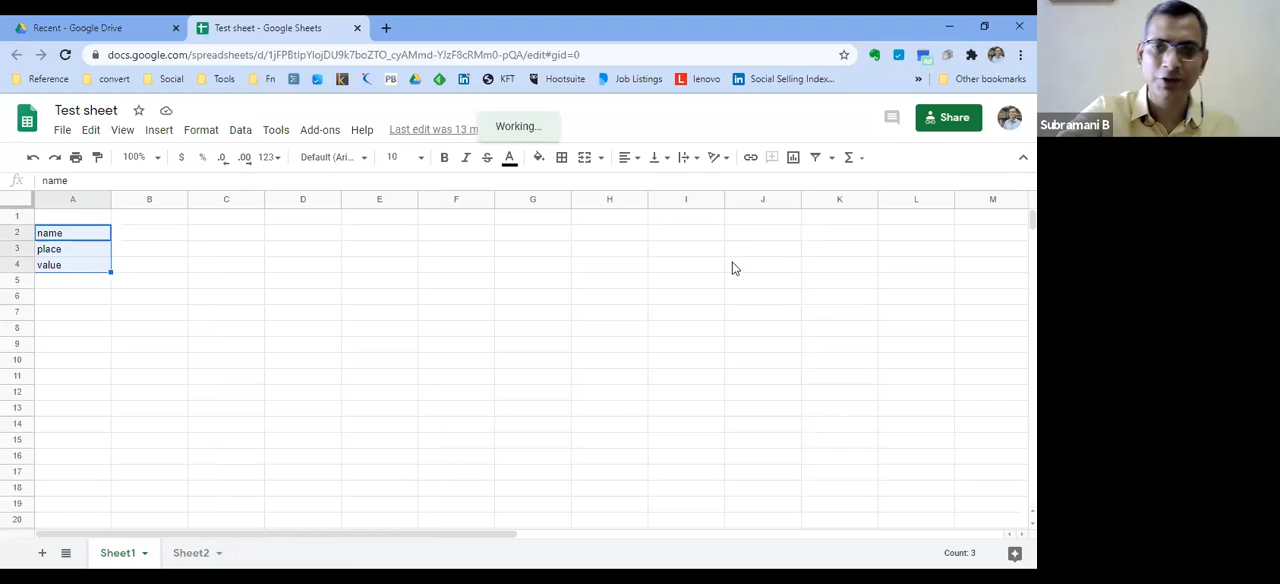 Recent - Google Drive
Test sheet - Google Sheets
docs.google.com/spreadsheets/d/1jFPBtlpYlojDU9k7boZTO_cyAMmd-YJzF8cRMm0-pQA/edit#gid=0
Reference convert Social Tools Fn KFT Hootsuite Job Listings lenovo Social Selling Index... » Other bookmarks
Test sheet
File Edit View Insert Format Data Tools Add-ons Help Last edit was 13 m
Working...
Share
100% $ % .0 .00 123 Default (Ari... 10 B I S A
fx name
A B C D E F G H I J K L M
1
2 name
3 place
4 value
5
6
7
8
9
10
11
12
13
14
15
16
17
18
19
20
Sheet1 Sheet2 Count: 3
Subramani B